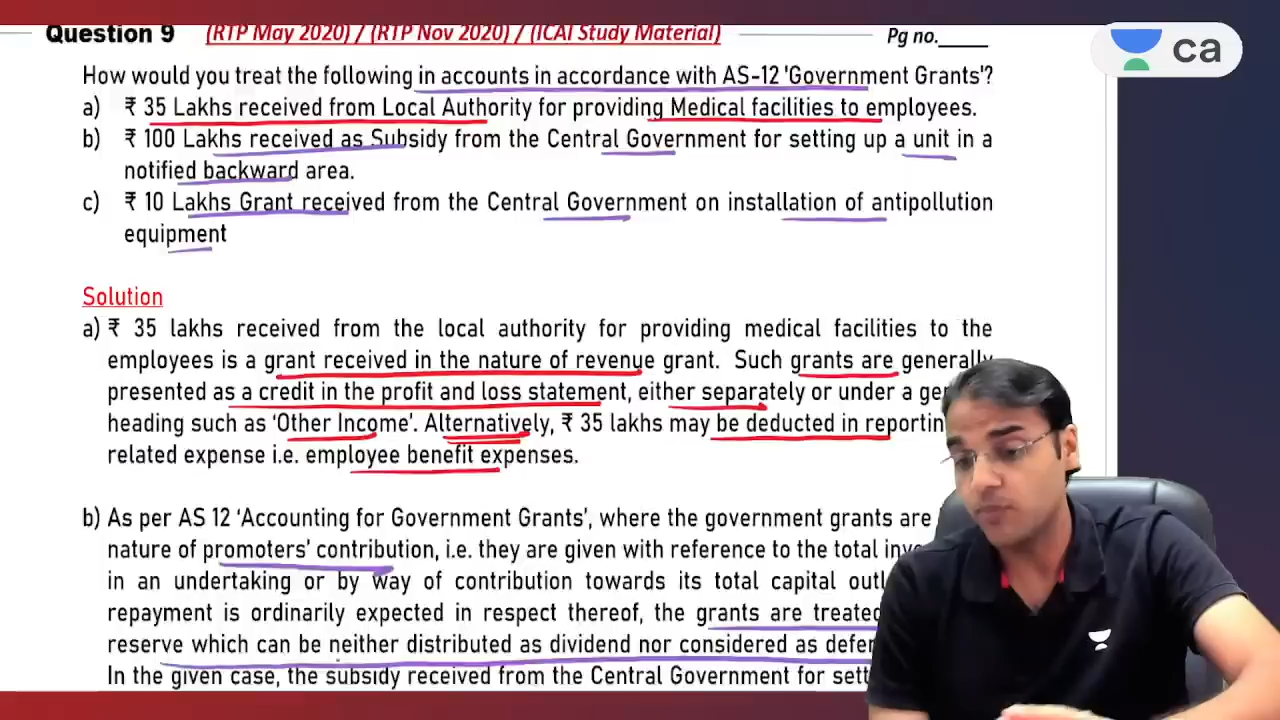 Question 9 (RTP May 2020) / (RTP Nov 2020) / (ICAI Study Material) Pg no.____
ca
How would you treat the following in accounts in accordance with AS-12 'Government Grants'?
a) ₹ 35 Lakhs received from Local Authority for providing Medical facilities to employees.
b) ₹ 100 Lakhs received as Subsidy from the Central Government for setting up a unit in a
notified backward area.
c) ₹ 10 Lakhs Grant received from the Central Government on installation of antipollution
equipment
Solution
a) ₹ 35 lakhs received from the local authority for providing medical facilities to the
employees is a grant received in the nature of revenue grant. Such grants are generally
presented as a credit in the profit and loss statement, either separately or under a
heading such as 'Other Income'. Alternatively, ₹ 35 lakhs may be deducted in
related expense i.e. employee benefit expenses.
b) As per AS 12 'Accounting for Government Grants', where the government grants are
nature of promoters' contribution, i.e. they are given with reference to the total
in an undertaking or by way of contribution towards its total capital
repayment is ordinarily expected in respect thereof, the grants are treated
reserve which can be neither distributed as dividend nor considered as
In the given case, the subsidy received from the Central Government for